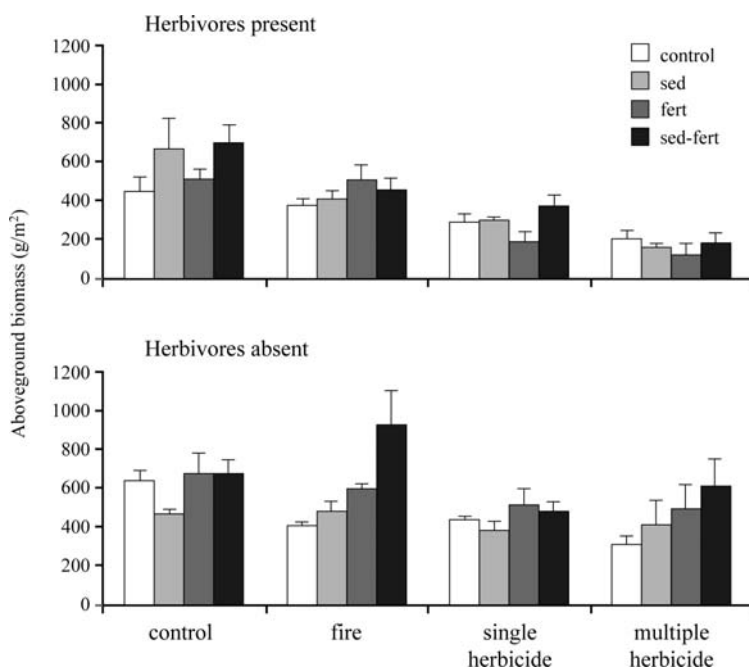 Herbivores present
1200
1000
800
600
400
200
0
control
sed
fert
sed-fert
Aboveground biomass (g/m²)
Herbivores absent
1200
1000
800
600
400
200
0
control
fire
single
herbicide
multiple
herbicide